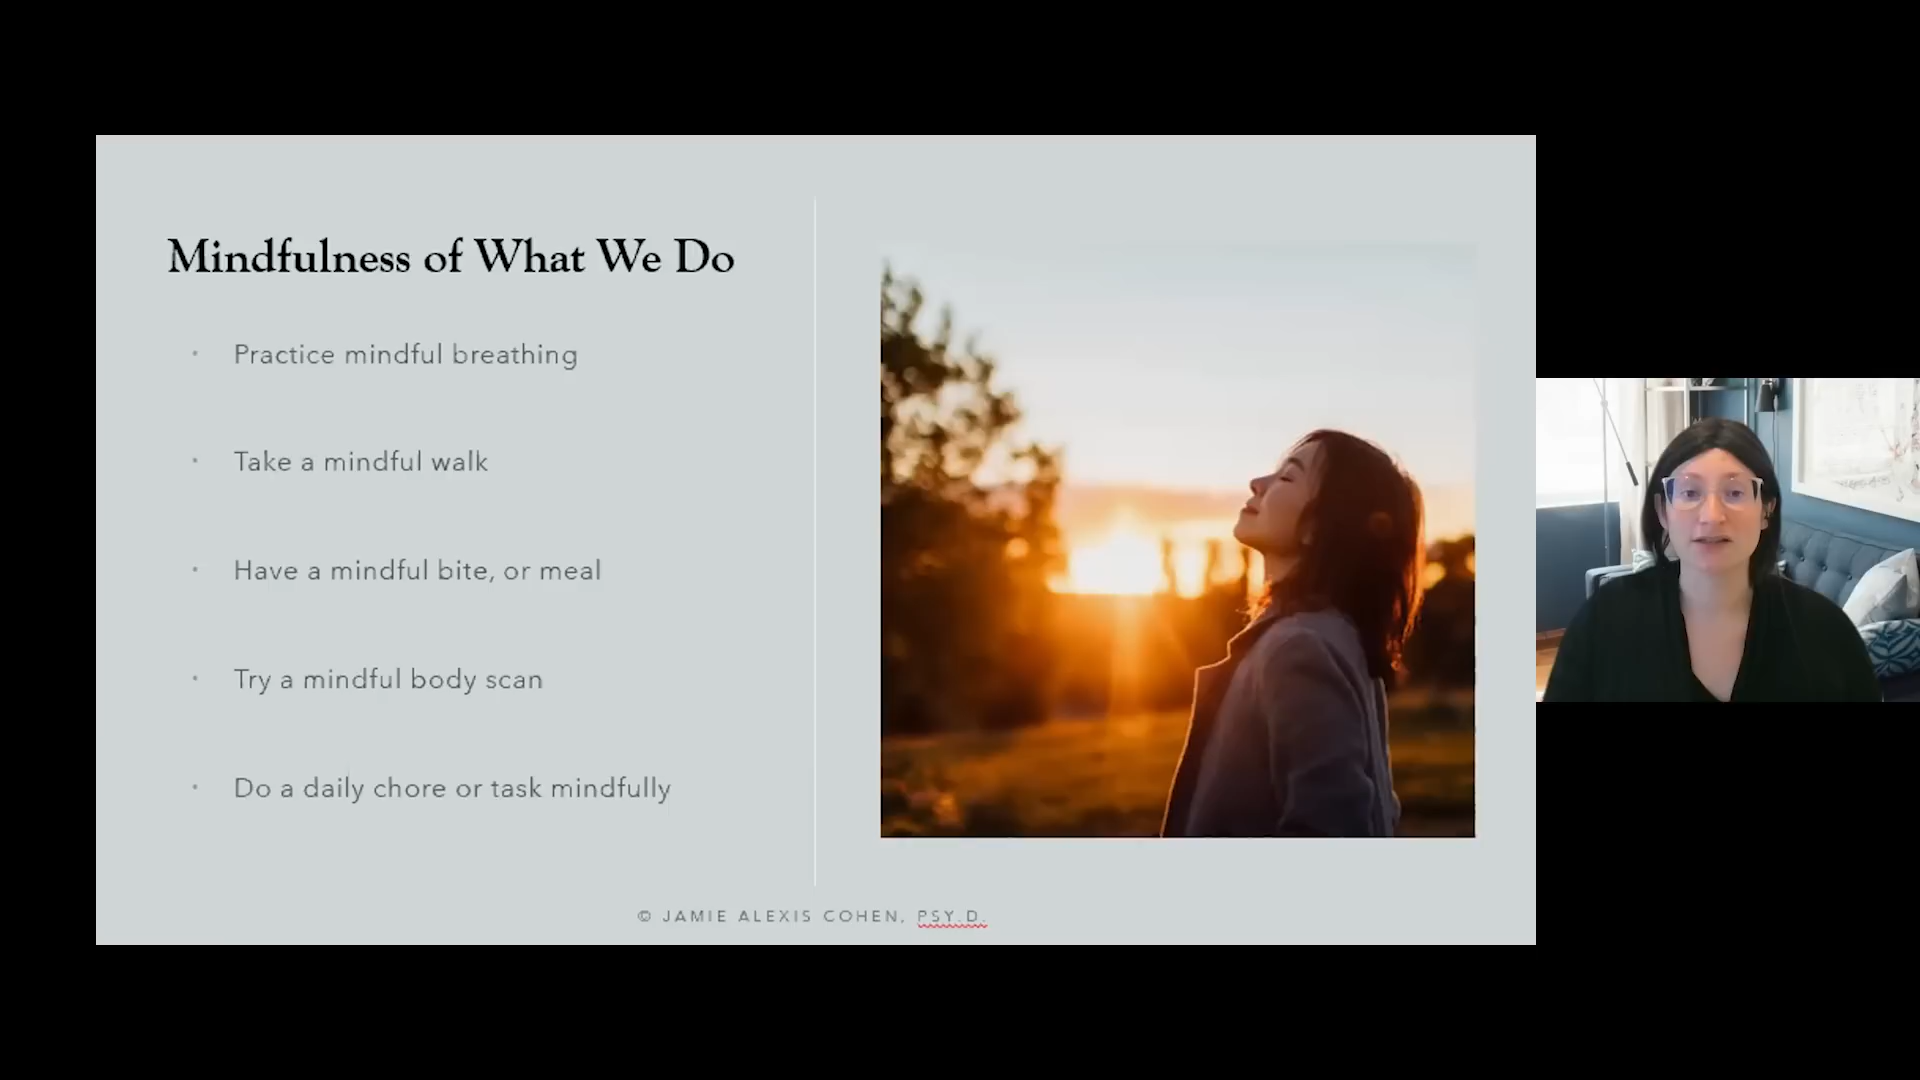 Mindfulness of What We Do
• Practice mindful breathing
• Take a mindful walk
• Have a mindful bite, or meal
• Try a mindful body scan
• Do a daily chore or task mindfully
© JAMIE ALEXIS COHEN, PSY.D.